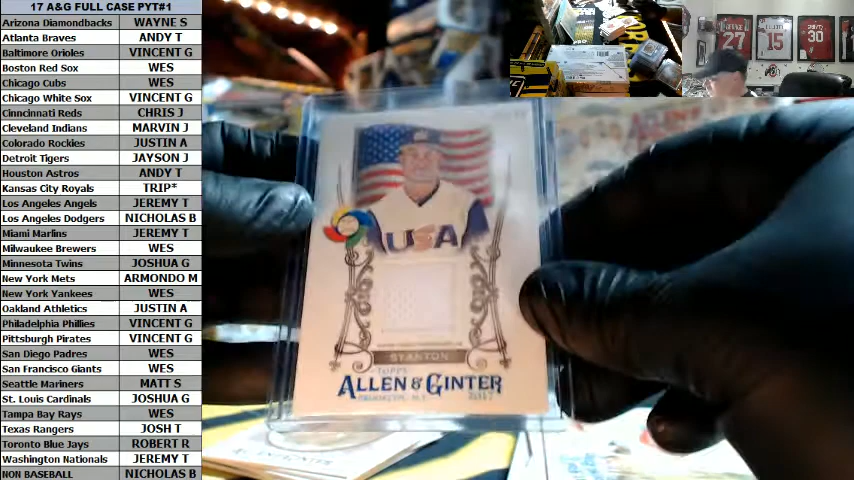 17 A&G FULL CASE PYT#1
Arizona Diamondbacks WAYNE S
Atlanta Braves ANDY T
Baltimore Orioles VINCENT G
Boston Red Sox WES
Chicago Cubs WES
Chicago White Sox VINCENT G
Cinncinati Reds CHRIS J
Cleveland Indians MARVIN J
Colorado Rockies JUSTIN A
Detroit Tigers JAYSON J
Houston Astros ANDY T
Kansas City Royals TRIP*
Los Angeles Angels JEREMY T
Los Angeles Dodgers NICHOLAS B
Miami Marlins JEREMY T
Milwaukee Brewers WES
Minnesota Twins JOSHUA G
New York Mets ARMONDO M
New York Yankees WES
Oakland Athletics JUSTIN A
Philadelphia Phillies VINCENT G
Pittsburgh Pirates VINCENT G
San Diego Padres WES
San Francisco Giants WES
Seattle Mariners MATT S
St. Louis Cardinals JOSHUA G
Tampa Bay Rays WES
Texas Rangers JOSH T
Toronto Blue Jays ROBERT R
Washington Nationals JEREMY T
NON BASEBALL NICHOLAS B
USA
STANTON
TOPPS
ALLEN & GINTER
BROOKLYN, N.Y. 2017
27
15
30